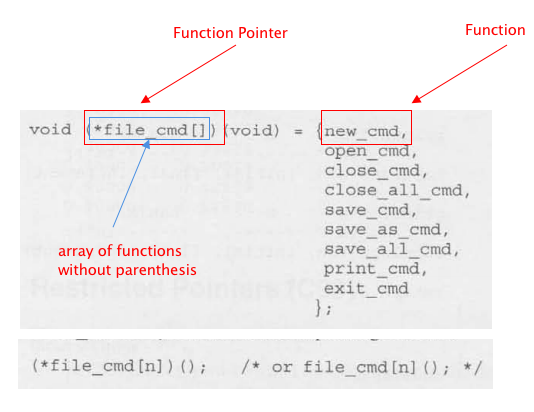 Function Pointer
Function
void (*file_cmd[])(void) = {new_cmd,
open_cmd,
close_cmd,
close_all_cmd,
save_cmd,
save_as_cmd,
save_all_cmd,
print_cmd,
exit_cmd
};
array of functions
without parenthesis
(*file_cmd[n])();   /* or file_cmd[n](); */